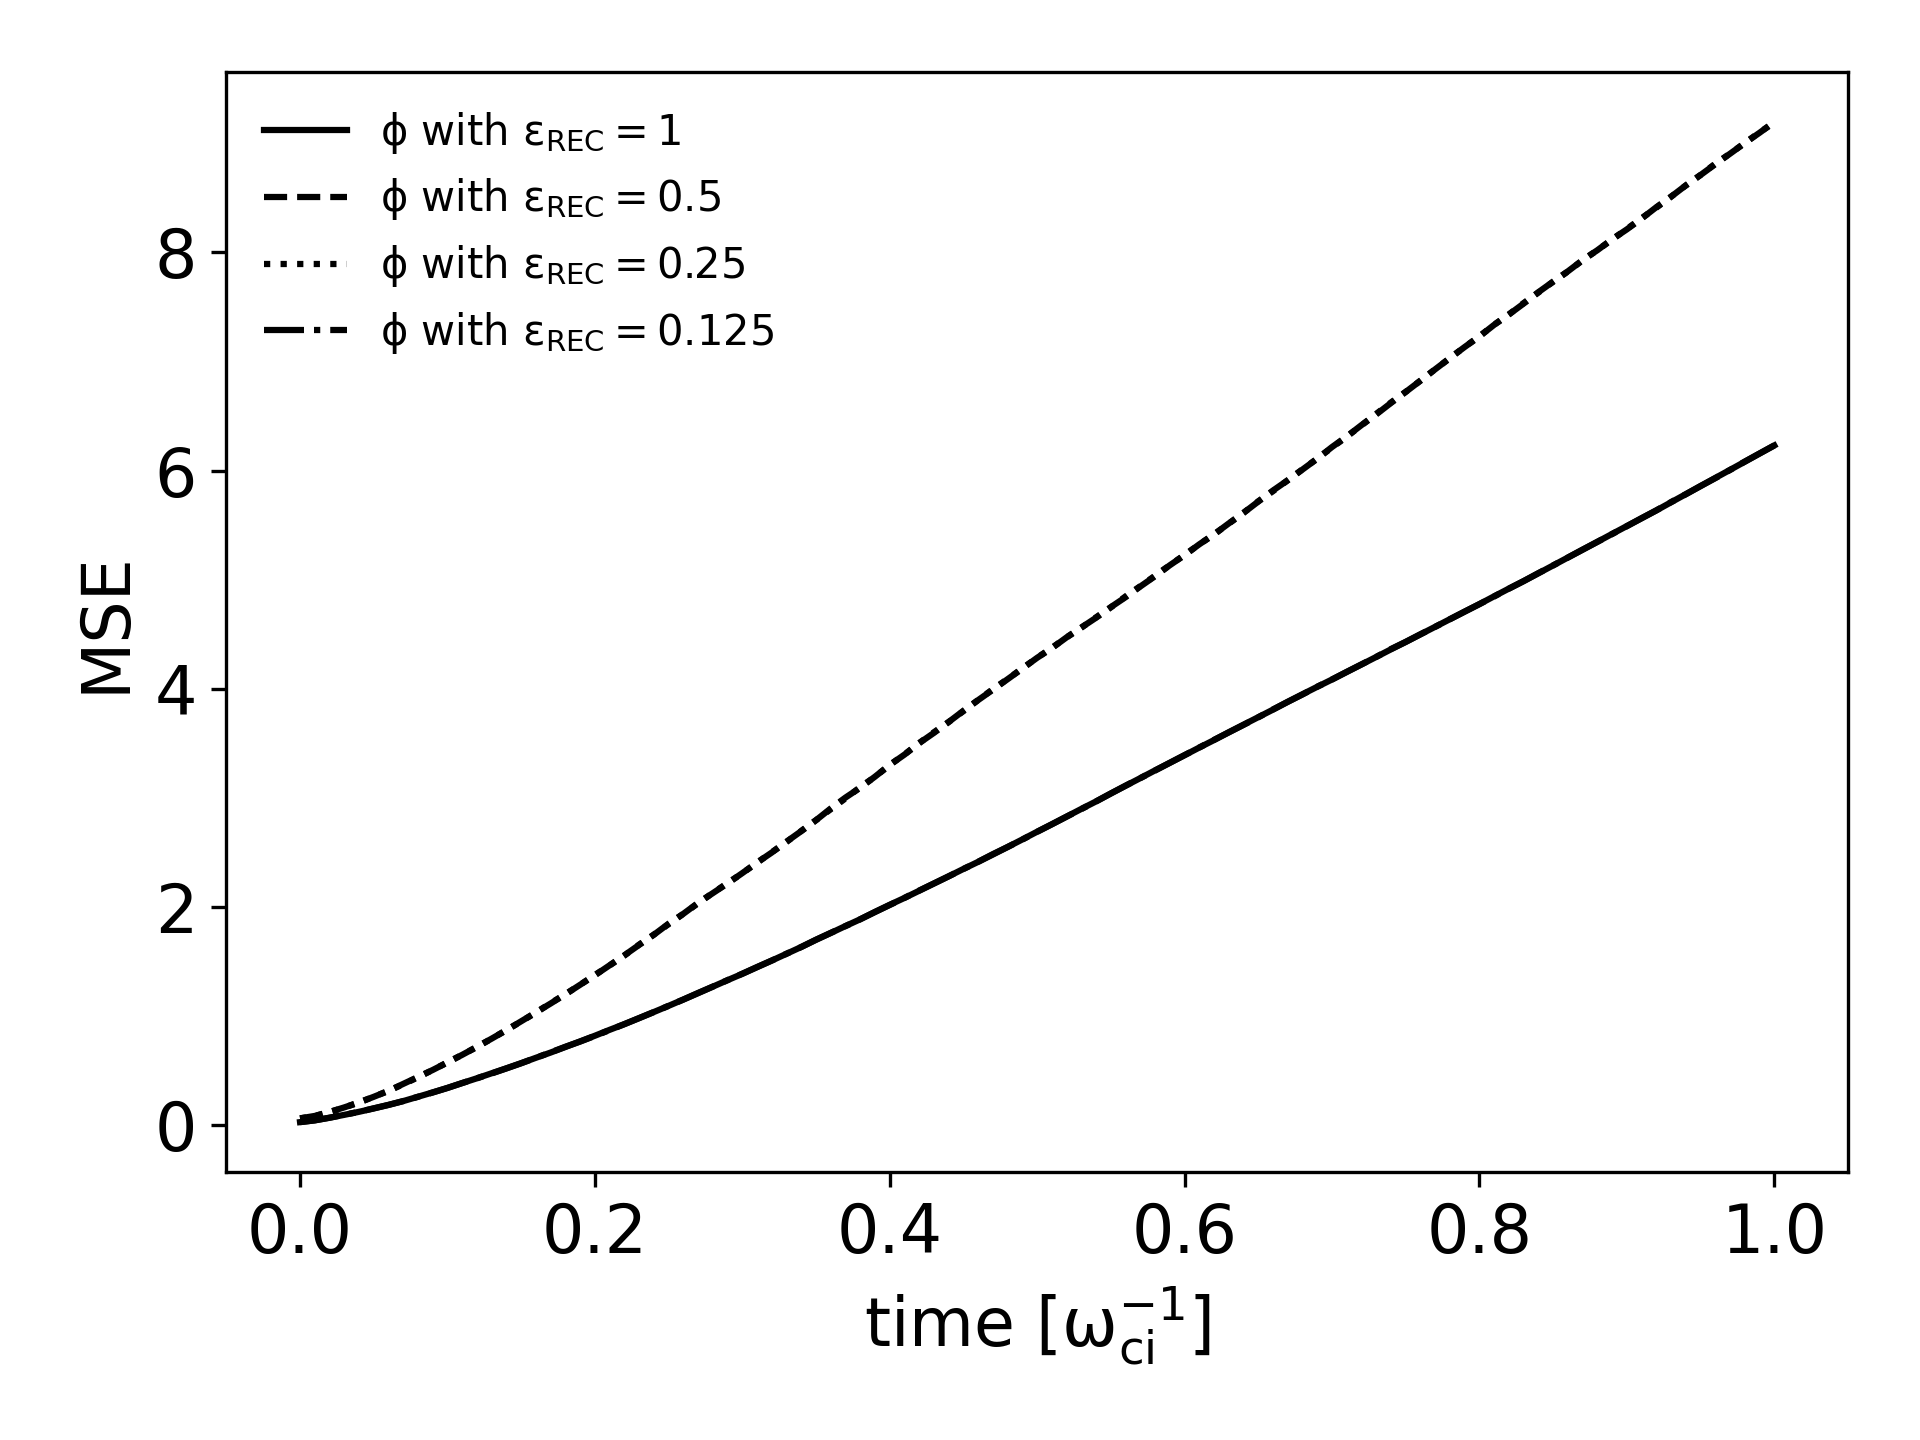 ϕ with ε_REC = 1
ϕ with ε_REC = 0.5
ϕ with ε_REC = 0.25
ϕ with ε_REC = 0.125
MSE
8
6
4
2
0
0.0 0.2 0.4 0.6 0.8 1.0
time [ω_ci^−1]